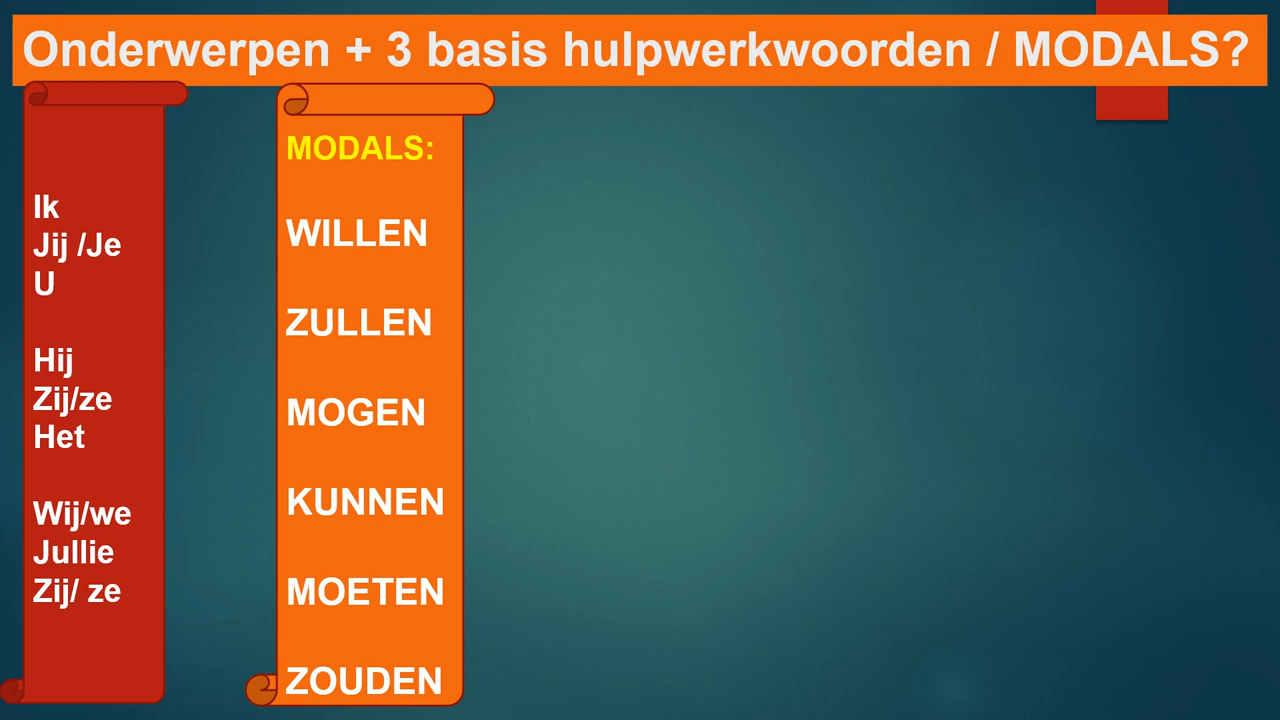 Onderwerpen + 3 basis hulpwerkwoorden / MODALS?
Ik
Jij /Je
U
Hij
Zij/ze
Het
Wij/we
Jullie
Zij/ ze
MODALS:
WILLEN
ZULLEN
MOGEN
KUNNEN
MOETEN
ZOUDEN